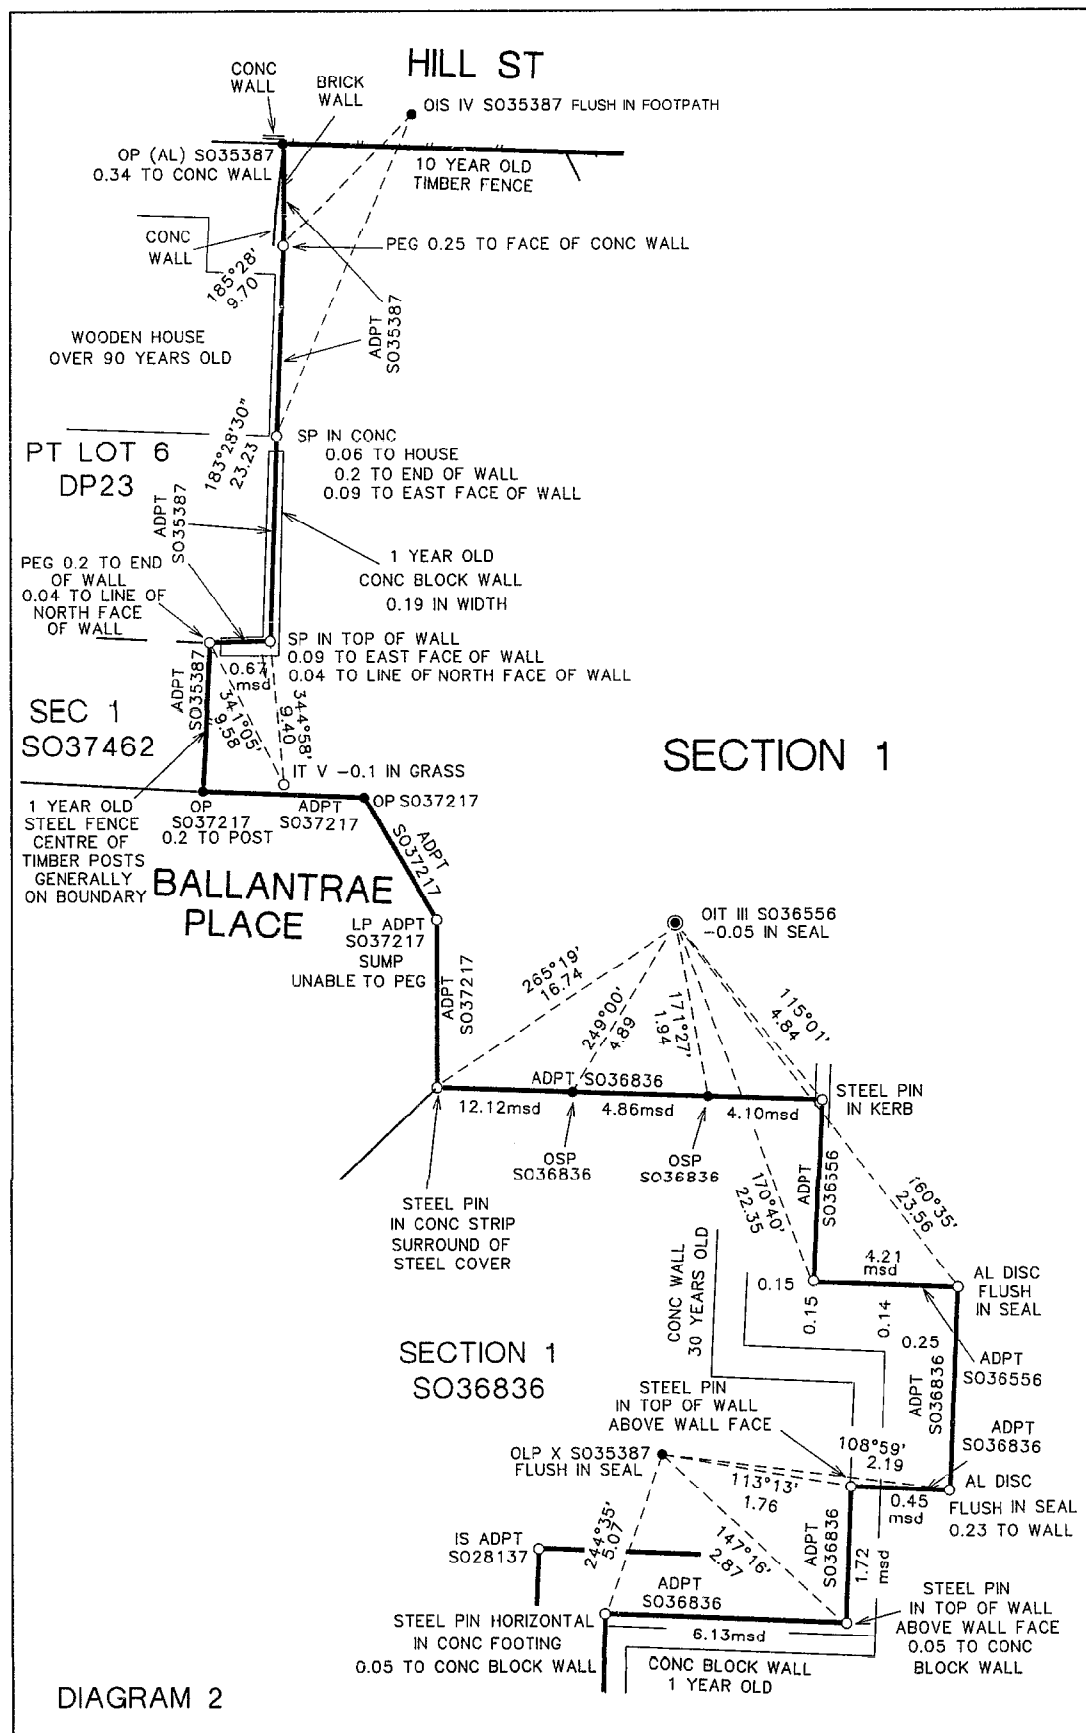 HILL ST
CONC
WALL
BRICK
WALL
OIS IV SO35387 FLUSH IN FOOTPATH
OP (AL) SO35387
0.34 TO CONC WALL
10 YEAR OLD
TIMBER FENCE
CONC
WALL
PEG 0.25 TO FACE OF CONC WALL
185°28'
9.70
ADPT
SO35387
WOODEN HOUSE
OVER 90 YEARS OLD
PT LOT 6
DP23
183°28'30"
23.23
SP IN CONC
0.06 TO HOUSE
0.2 TO END OF WALL
0.09 TO EAST FACE OF WALL
ADPT
SO35387
1 YEAR OLD
CONC BLOCK WALL
0.19 IN WIDTH
PEG 0.2 TO END
OF WALL
0.04 TO LINE OF
NORTH FACE
OF WALL
SP IN TOP OF WALL
0.09 TO EAST FACE OF WALL
0.04 TO LINE OF NORTH FACE OF WALL
0.67
msd
ADPT
SO35387
341°05'
9.58
344°58'
9.40
SEC 1
SO37462
SECTION 1
IT V -0.1 IN GRASS
1 YEAR OLD
STEEL FENCE
CENTRE OF
TIMBER POSTS
GENERALLY
ON BOUNDARY
OP
SO37217
0.2 TO POST
ADPT
SO37217
OP SO37217
ADPT
SO37217
BALLANTRAE
PLACE
LP ADPT
SO37217
SUMP
UNABLE TO PEG
ADPT
SO37217
OIT III SO36556
-0.05 IN SEAL
265°19'
16.74
249°00'
4.89
171°27'
1.94
115°01'
4.84
ADPT SO36836
12.12msd
4.86msd
4.10msd
STEEL PIN
IN KERB
OSP
SO36836
OSP
SO36836
STEEL PIN
IN CONC STRIP
SURROUND OF
STEEL COVER
170°40'
22.35
ADPT
SO36556
160°35'
23.56
CONC WALL
30 YEARS OLD
0.15
0.15
4.21
msd
0.14
0.25
AL DISC
FLUSH
IN SEAL
ADPT
SO36556
ADPT
SO36836
SECTION 1
SO36836
STEEL PIN
IN TOP OF WALL
ABOVE WALL FACE
ADPT
SO36836
OLP X SO35387
FLUSH IN SEAL
108°59'
2.19
113°13'
1.76
0.45
msd
AL DISC
FLUSH IN SEAL
0.23 TO WALL
IS ADPT
SO28137
244°35'
5.07
147°16'
2.87
ADPT
SO36836
1.72
msd
ADPT
SO36836
STEEL PIN HORIZONTAL
IN CONC FOOTING
0.05 TO CONC BLOCK WALL
6.13msd
STEEL PIN
IN TOP OF WALL
ABOVE WALL FACE
0.05 TO CONC
BLOCK WALL
CONC BLOCK WALL
1 YEAR OLD
DIAGRAM 2